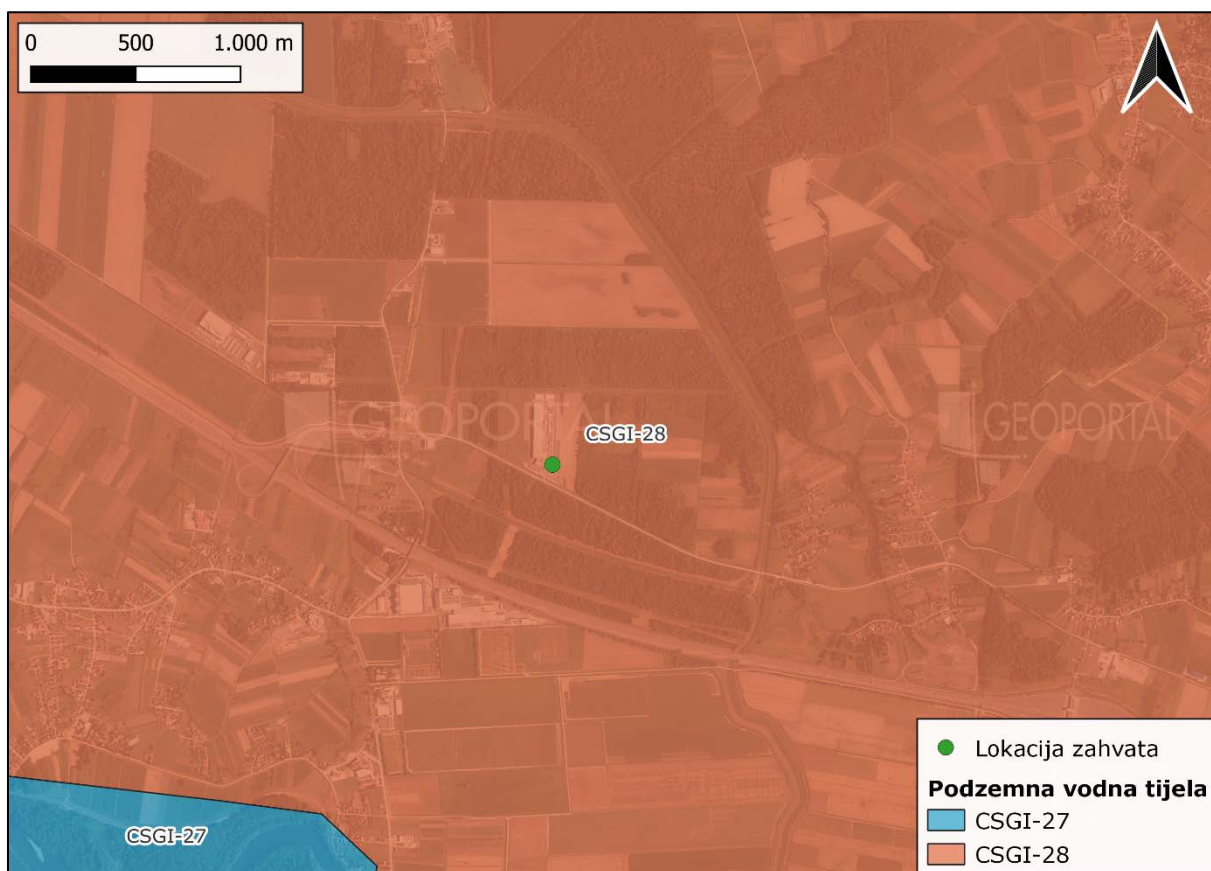 0 500 1.000 m
GEOPORTAL
CSGI-28
GEOPORTAL
CSGI-27
Lokacija zahvata
Podzemna vodna tijela
CSGI-27
CSGI-28